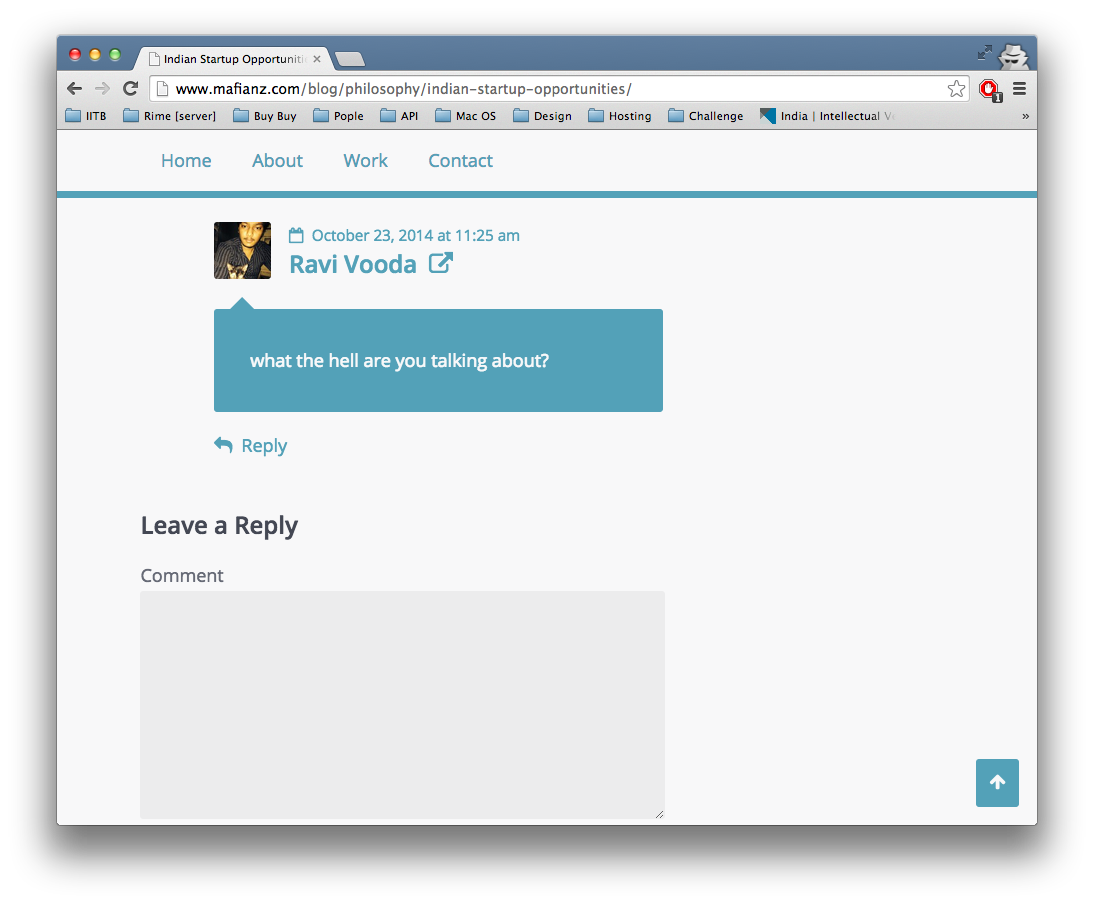 Indian Startup Opportuniti
www.mafianz.com/blog/philosophy/indian-startup-opportunities/
1
IITB Rime [server] Buy Buy Pople API Mac OS Design Hosting Challenge India | Intellectual V »
Home About Work Contact
October 23, 2014 at 11:25 am
Ravi Vooda
what the hell are you talking about?
Reply
Leave a Reply
Comment